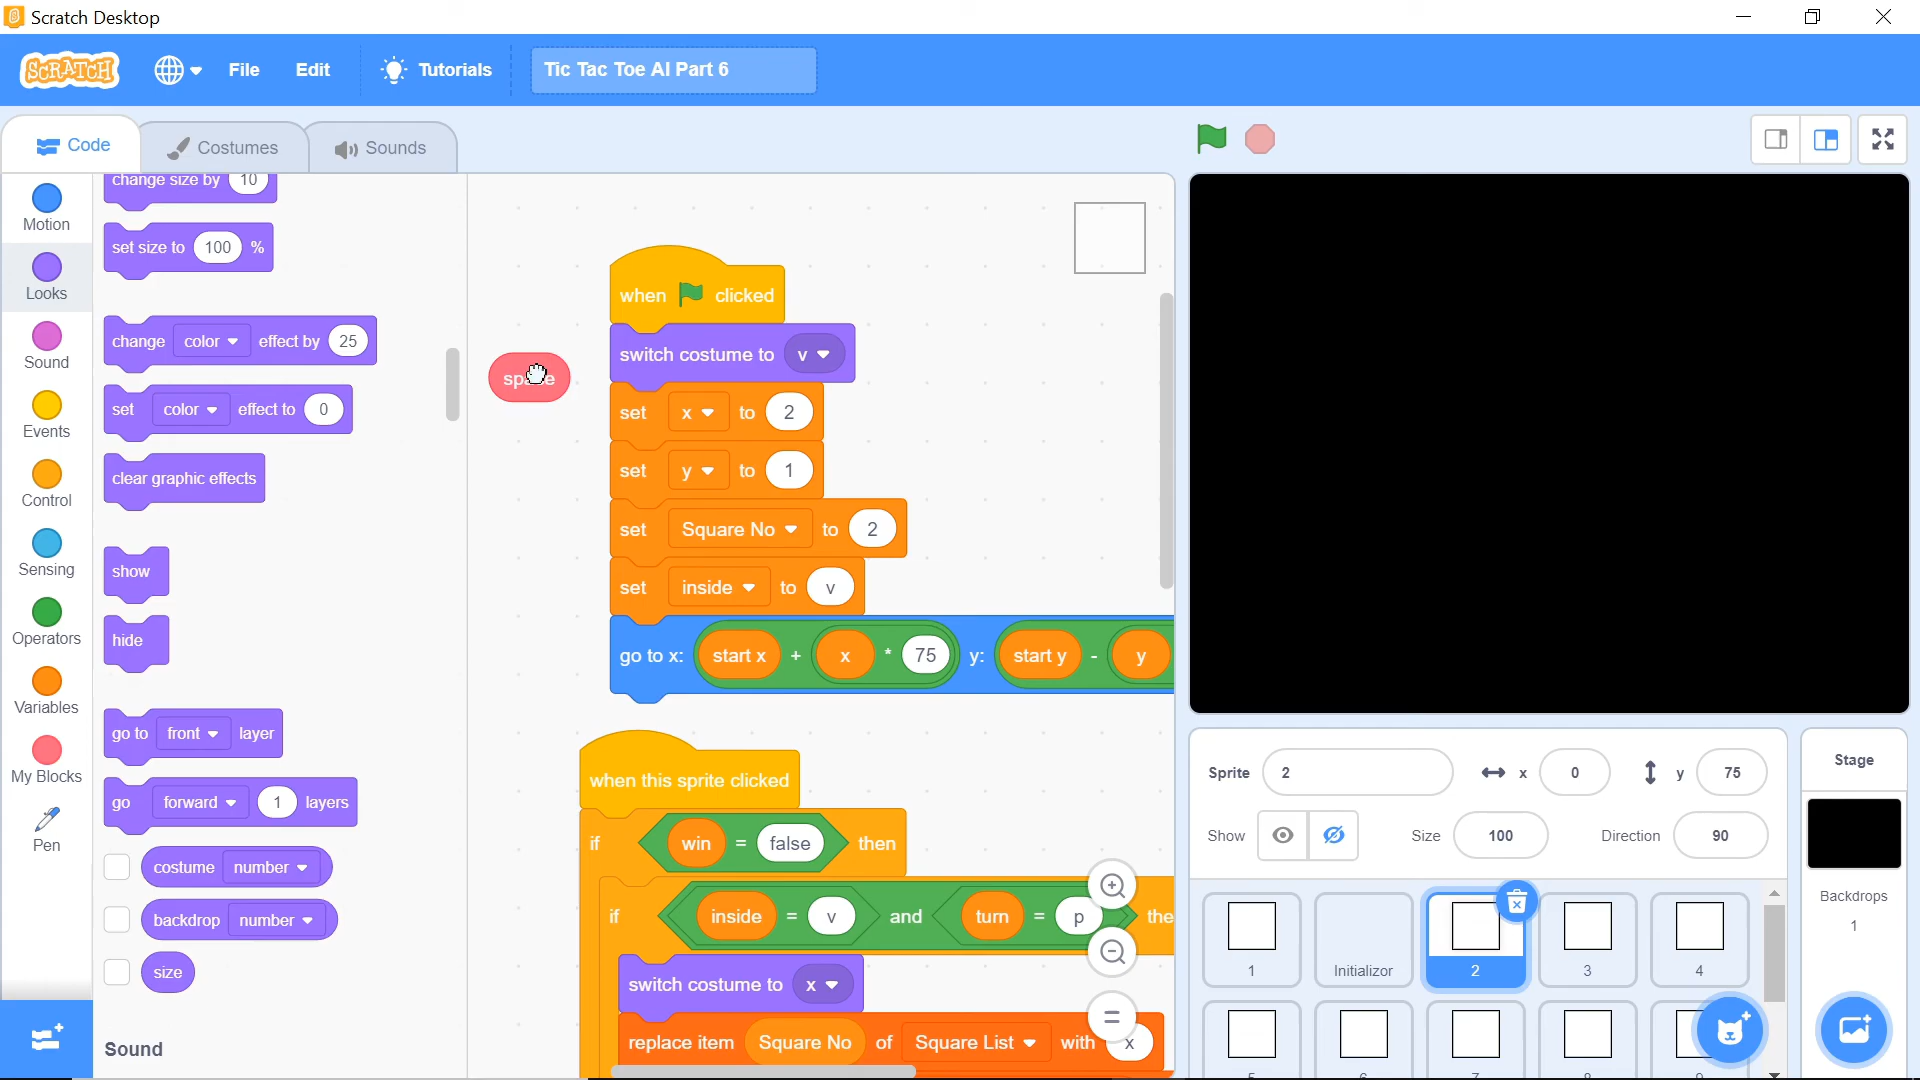 Scratch Desktop
SCRATCH File Edit Tutorials Tic Tac Toe AI Part 6
Code Costumes Sounds
Motion
Looks
Sound
Events
Control
Sensing
Operators
Variables
My Blocks
Pen
change size by 10
set size to 100 %
change color effect by 25
set color effect to 0
clear graphic effects
show
hide
go to front layer
go forward 1 layers
costume number
backdrop number
size
Sound
when clicked
switch costume to v
set x to 2
set y to 1
set Square No to 2
set inside to v
go to x: start x + x * 75 y: start y - y
when this sprite clicked
if win = false then
if inside = v and turn = p the
switch costume to x
replace item Square No of Square List with x
Sprite 2 x 0 y 75
Show Size 100 Direction 90
1 Initializor 2 3 4
Stage
Backdrops
1